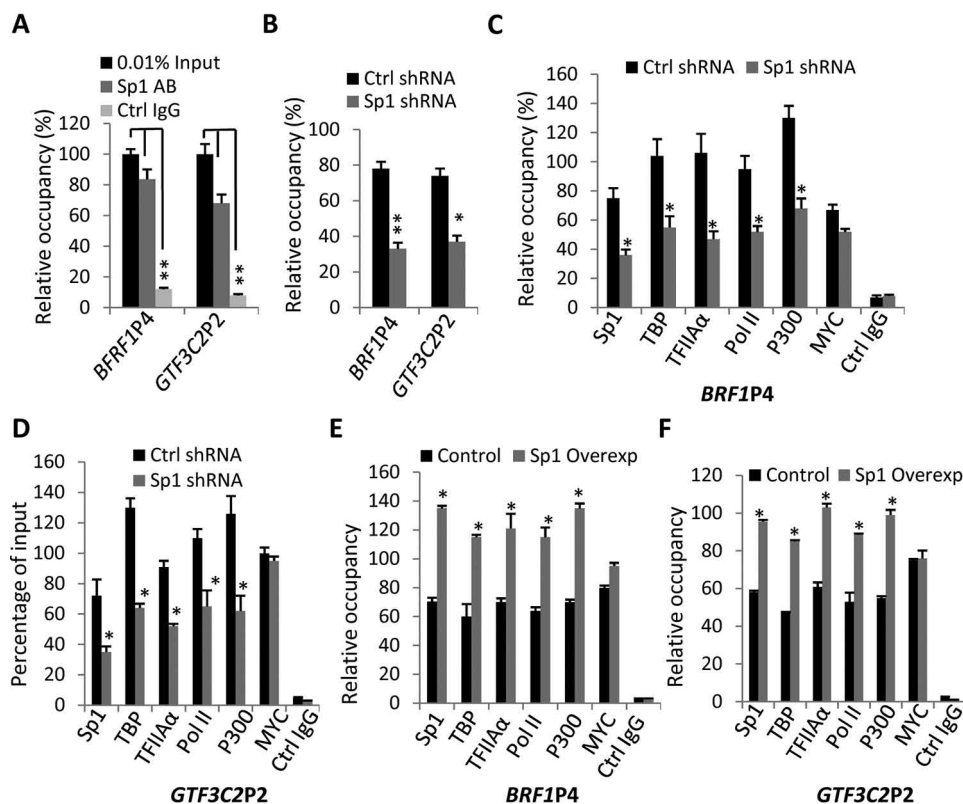 A
0.01% Input
Sp1 AB
Ctrl IgG
Relative occupancy (%)
120
100
80
60
40
20
0
**
**
BFRF1P4
GTF3C2P2
B
Ctrl shRNA
Sp1 shRNA
Relative occupancy (%)
100
80
60
40
20
0
**
*
BRF1P4
GTF3C2P2
C
Ctrl shRNA
Sp1 shRNA
Relative occupancy (%)
160
140
120
100
80
60
40
20
0
*
*
*
*
*
Sp1
TBP
TFIIAα
Pol II
P300
MYC
Ctrl IgG
BRF1P4
D
Ctrl shRNA
Sp1 shRNA
Percentage of input
160
140
120
100
80
60
40
20
0
*
*
*
*
*
Sp1
TBP
TFIIAα
Pol II
P300
MYC
Ctrl IgG
GTF3C2P2
E
Control
Sp1 Overexp
Relative occupancy
160
140
120
100
80
60
40
20
0
*
*
*
*
*
Sp1
TBP
TFIIAα
Pol II
P300
MYC
Ctrl IgG
BRF1P4
F
Control
Sp1 Overexp
Relative occupancy
120
100
80
60
40
20
0
*
*
*
*
*
Sp1
TBP
TFIIAα
Pol II
P300
MYC
Ctrl IgG
GTF3C2P2